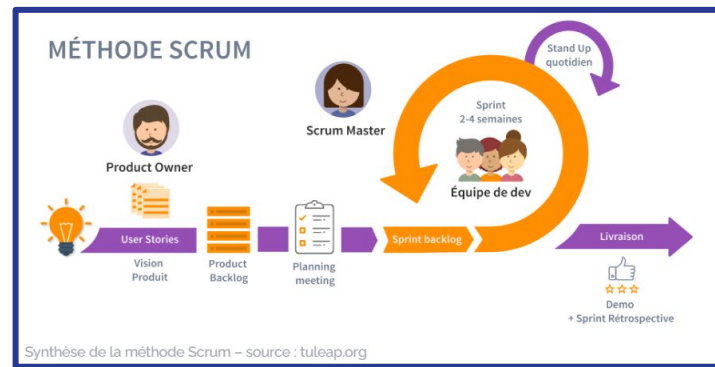 MÉTHODE SCRUM
Stand Up
quotidien
Sprint
2-4 semaines
Scrum Master
Product Owner
Équipe de dev
User Stories
Sprint backlog
Livraison
Vision
Produit
Product
Backlog
Planning
meeting
Demo
+ Sprint Rétrospective
Synthèse de la méthode Scrum – source : tuleap.org